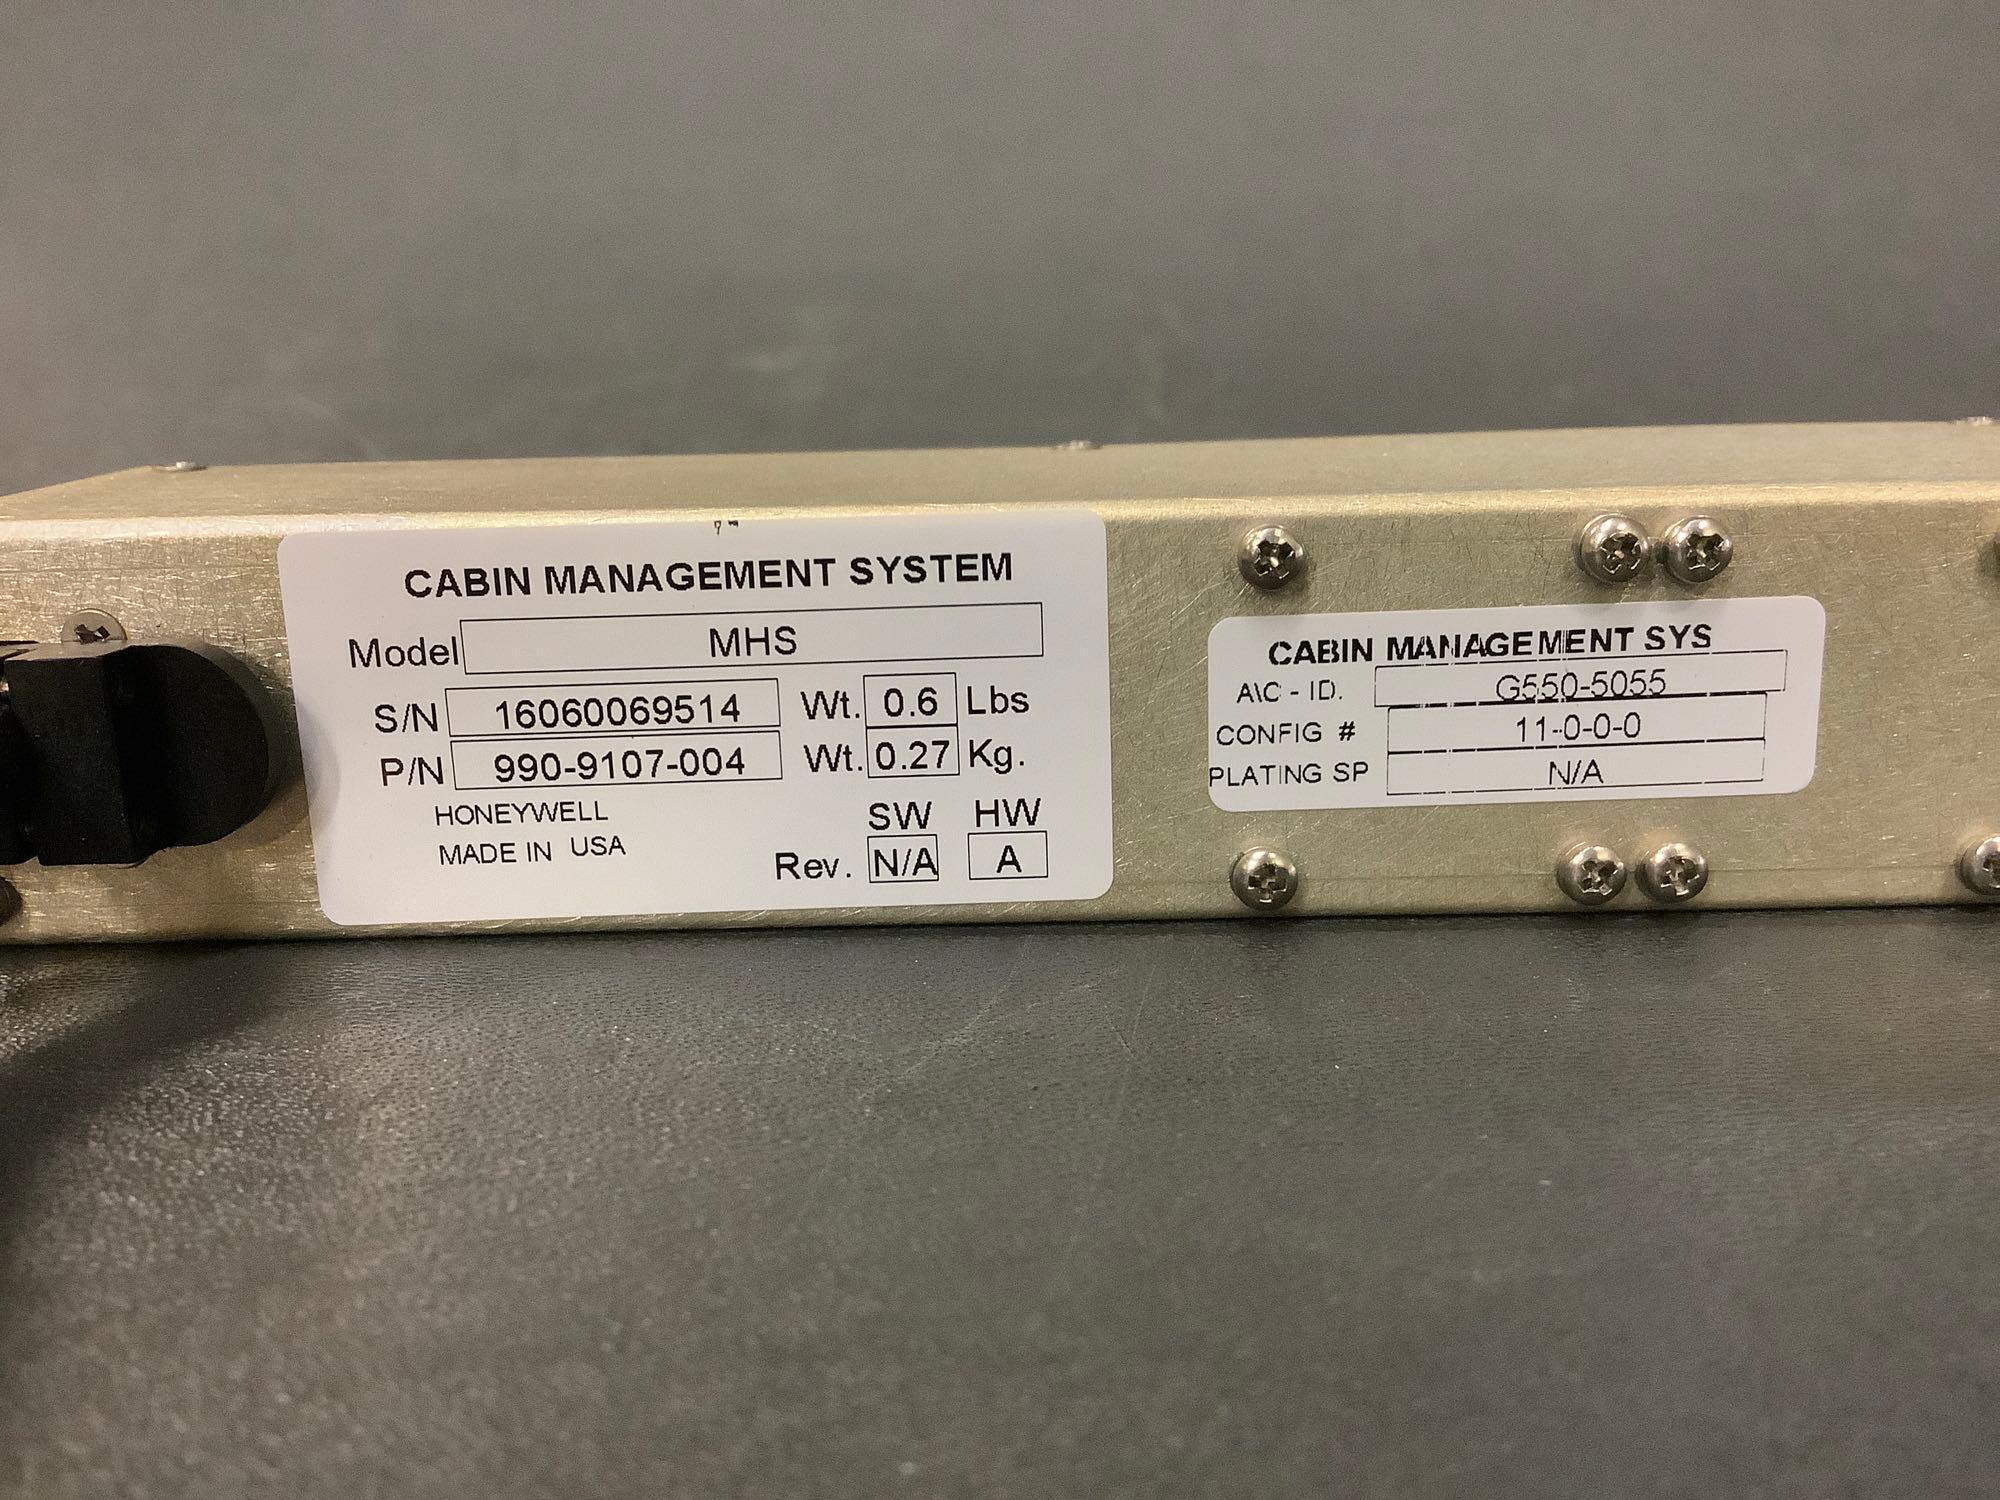 CABIN MANAGEMENT SYSTEM
Model MHS
S/N 16060069514 Wt. 0.6 Lbs
P/N 990-9107-004 Wt. 0.27 Kg.
HONEYWELL
MADE IN USA
SW HW
Rev. N/A A
CABIN MANAGEMENT SYS
A\C - ID. G550-5055
CONFIG # 11-0-0-0
PLATING SP N/A